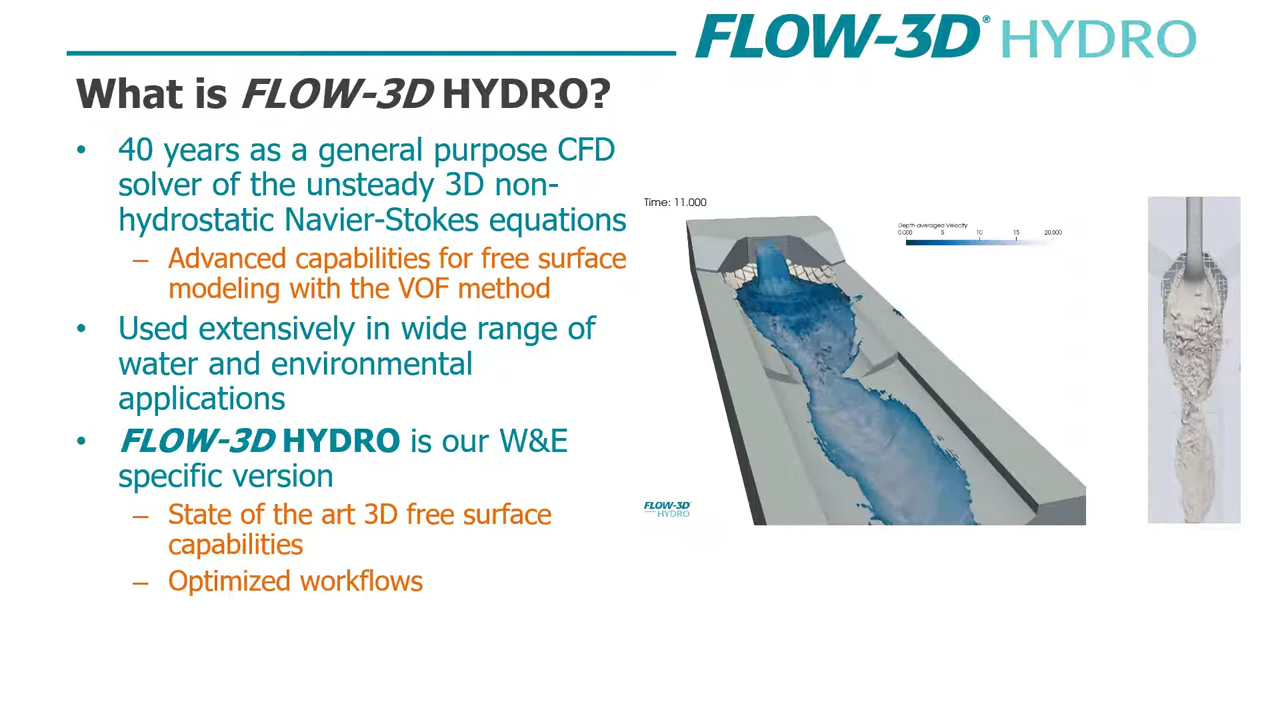 FLOW-3D® HYDRO
What is FLOW-3D HYDRO?
• 40 years as a general purpose CFD
solver of the unsteady 3D non-
hydrostatic Navier-Stokes equations
– Advanced capabilities for free surface
modeling with the VOF method
• Used extensively in wide range of
water and environmental
applications
• FLOW-3D HYDRO is our W&E
specific version
– State of the art 3D free surface
capabilities
– Optimized workflows
Time: 11.000
Depth-averaged Velocity
0.000 5 10 15 20.000
FLOW-3D®
HYDRO